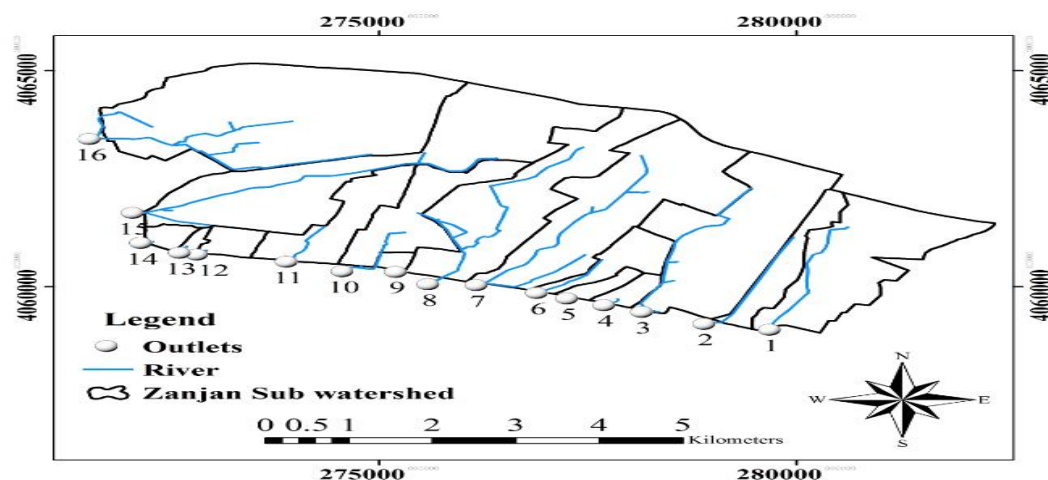 275000 280000
4065000 4065000
16
15
14 13 12 11 10 9 8 7 6 5 4 3 2 1
4060000 4060000
Legend
Outlets
River
Zanjan Sub watershed
N
W E
S
0 0.5 1 2 3 4 5
Kilometers
275000 280000